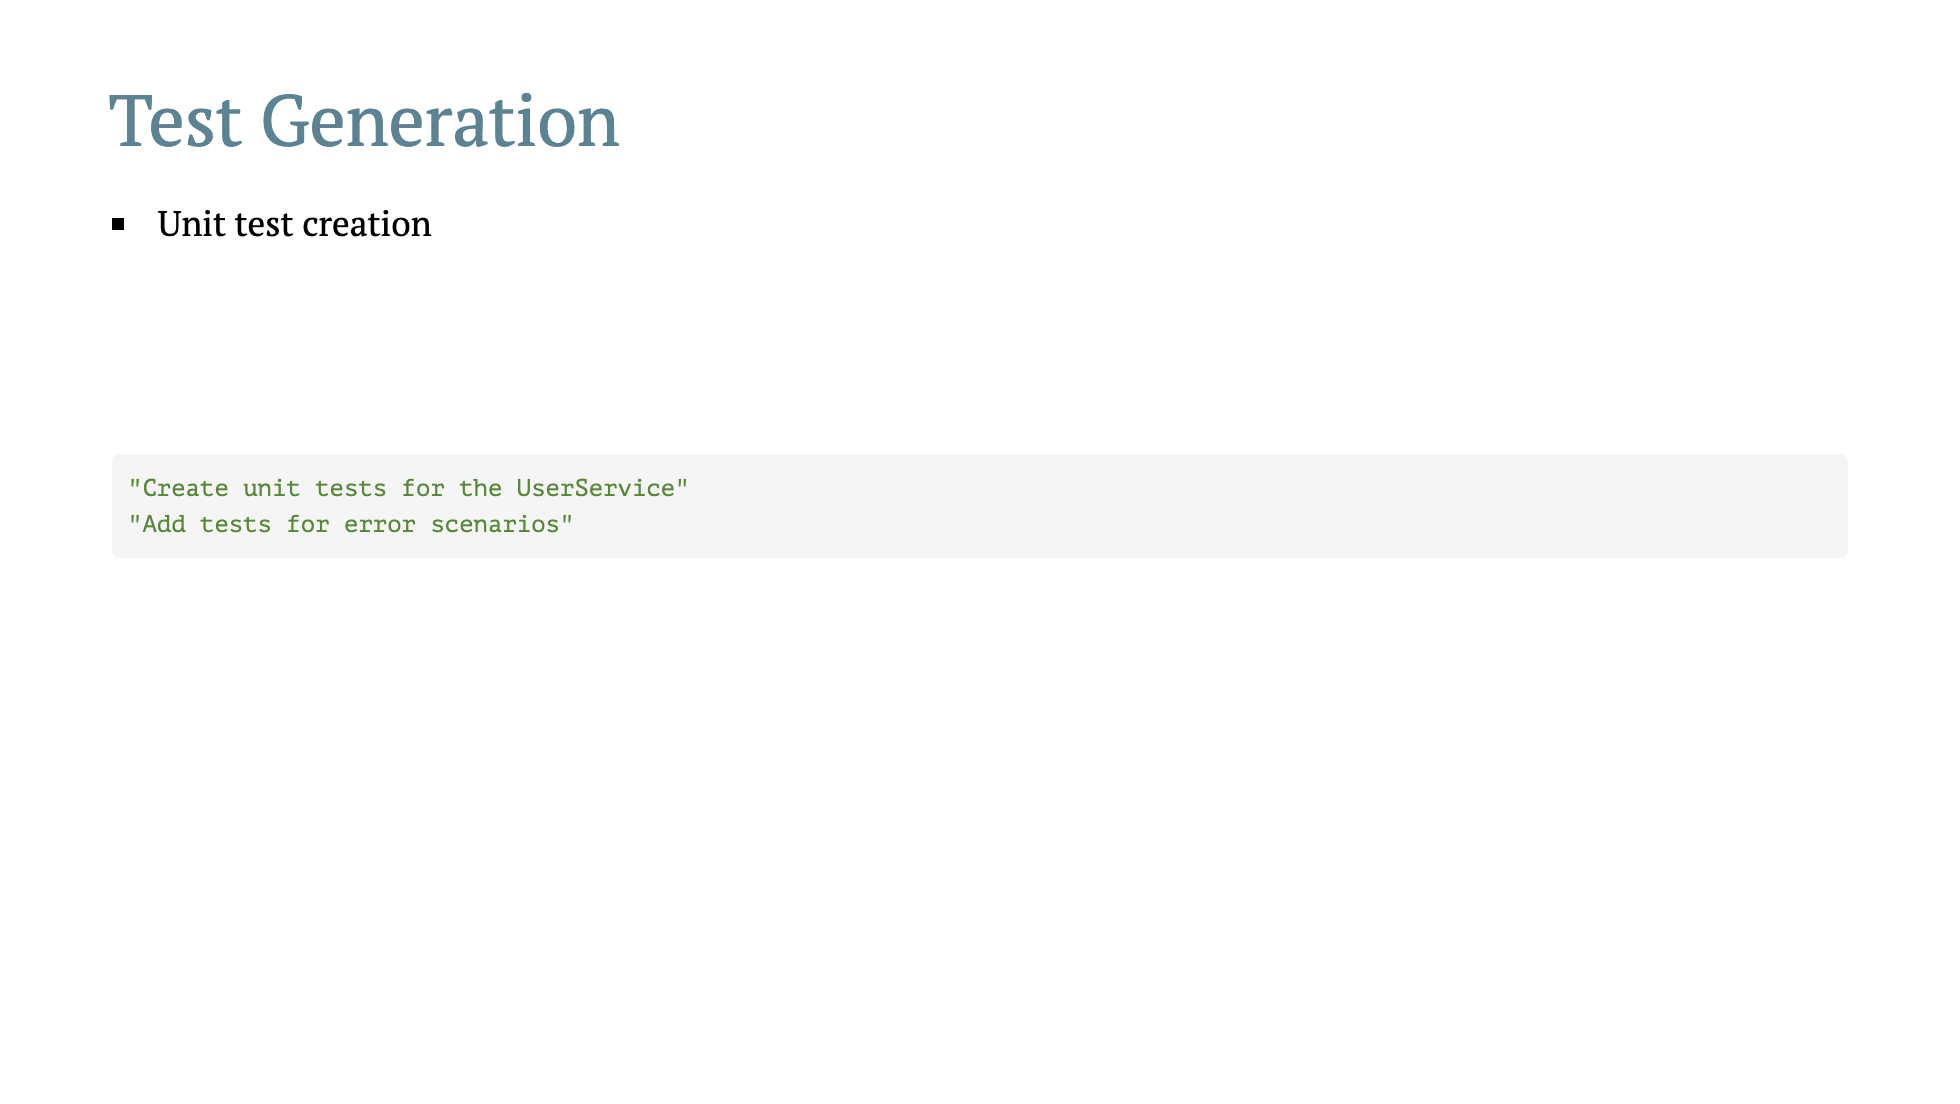 Test Generation
Unit test creation
"Create unit tests for the UserService"
"Add tests for error scenarios"